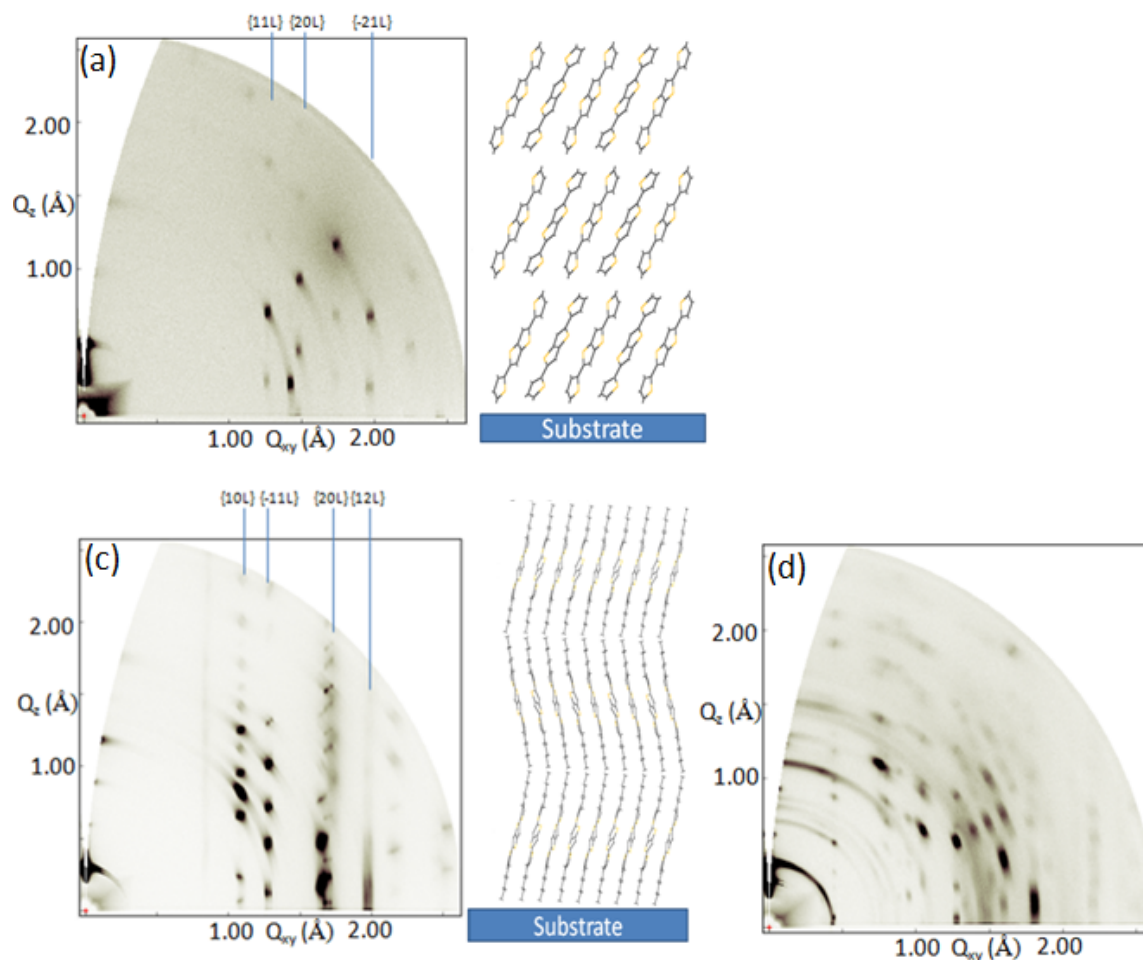 {11L} {20L} {-21L}
(a)
2.00
Qz (Å)
1.00
1.00 Qxy (Å) 2.00
Substrate
{10L} {-11L} {20L} {12L}
(c)
2.00
Qz (Å)
1.00
1.00 Qxy (Å) 2.00
Substrate
(d)
2.00
Qz (Å)
1.00
1.00 Qxy (Å) 2.00